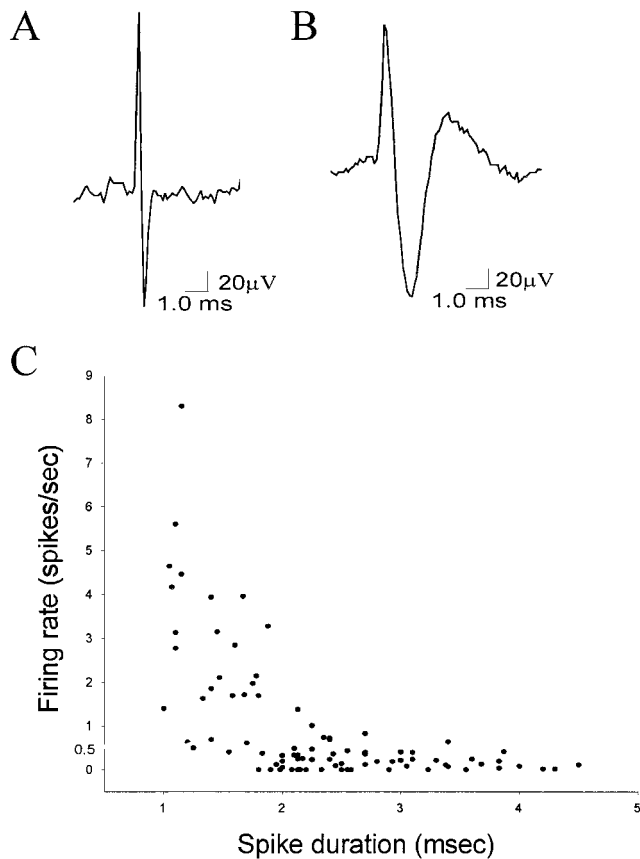 A
B
20μV
1.0 ms
20μV
1.0 ms
C
9
8
7
6
5
4
3
2
1
0.5
0
Firing rate (spikes/sec)
1
2
3
4
5
Spike duration (msec)